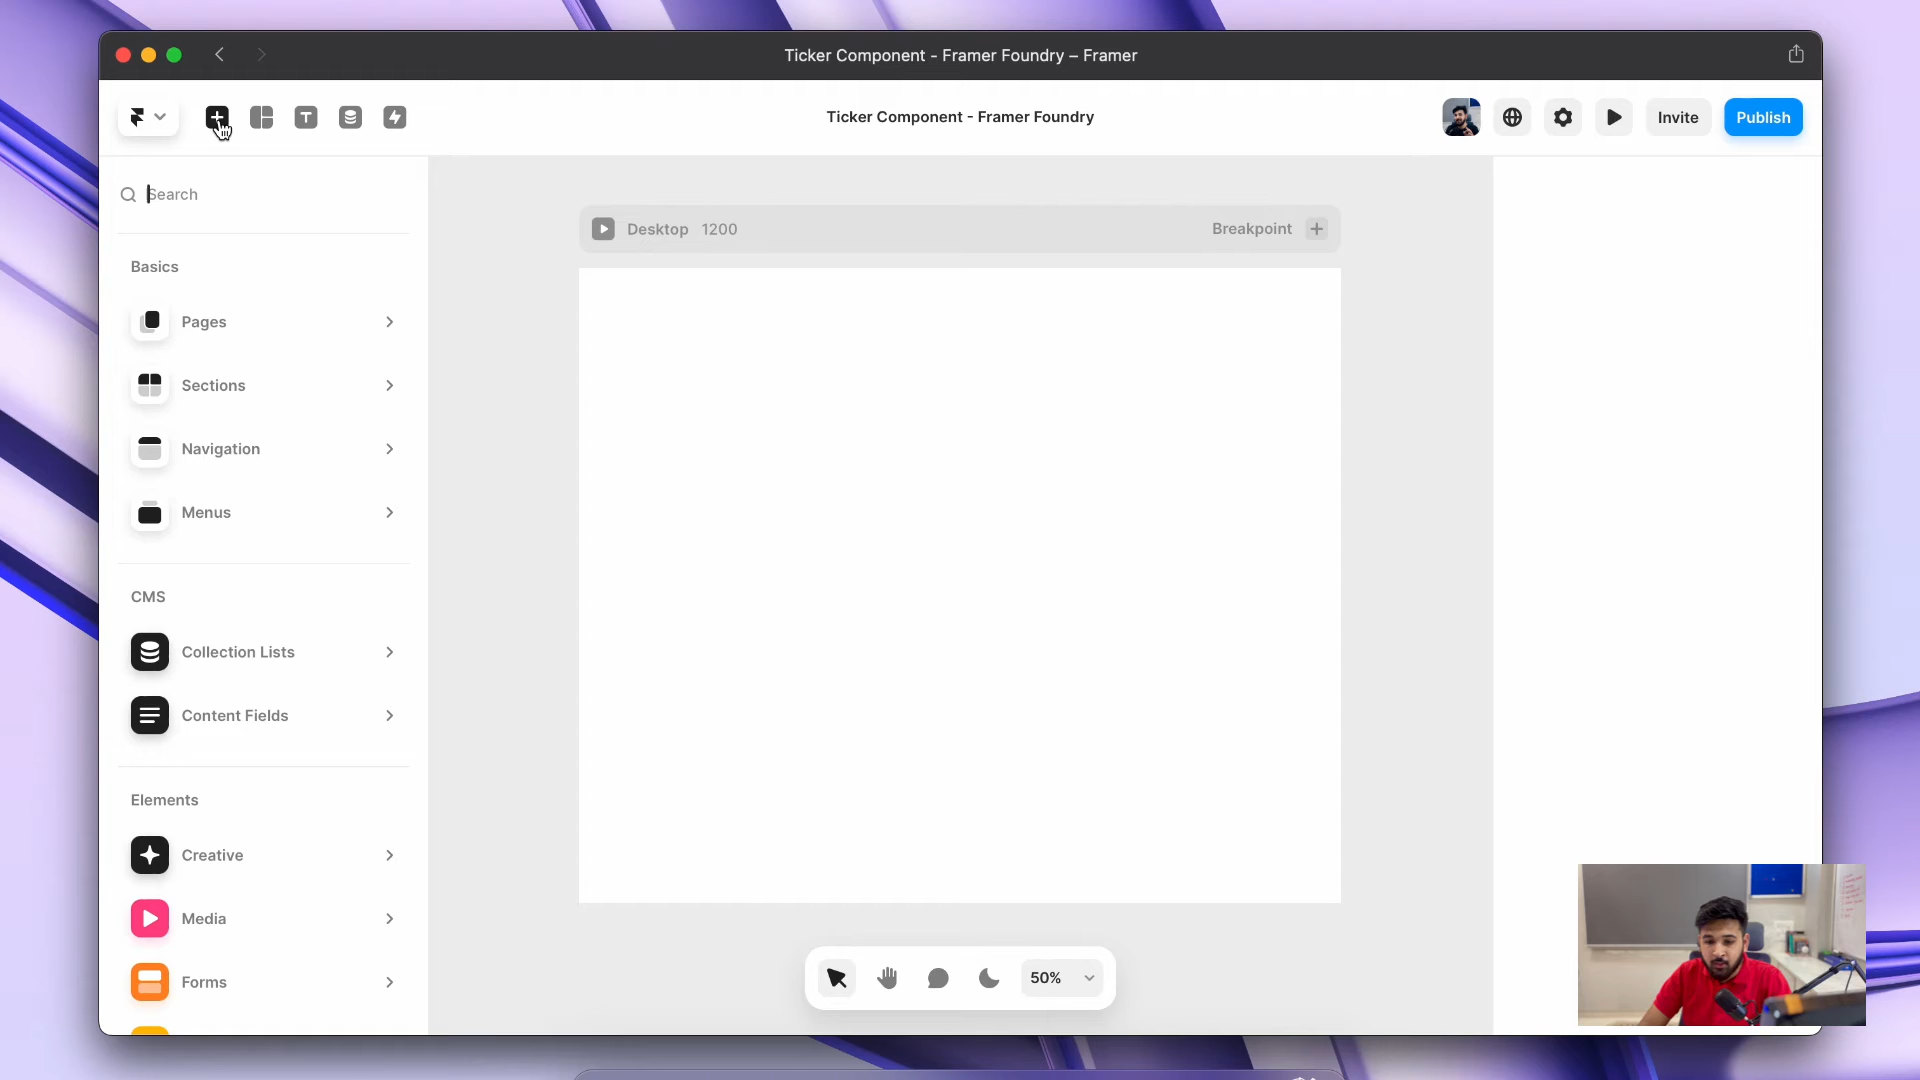 Ticker Component - Framer Foundry – Framer
Ticker Component - Framer Foundry
Invite
Publish
Search
Desktop 1200
Breakpoint
Basics
Pages
Sections
Navigation
Menus
CMS
Collection Lists
Content Fields
Elements
Creative
Media
Forms
50%